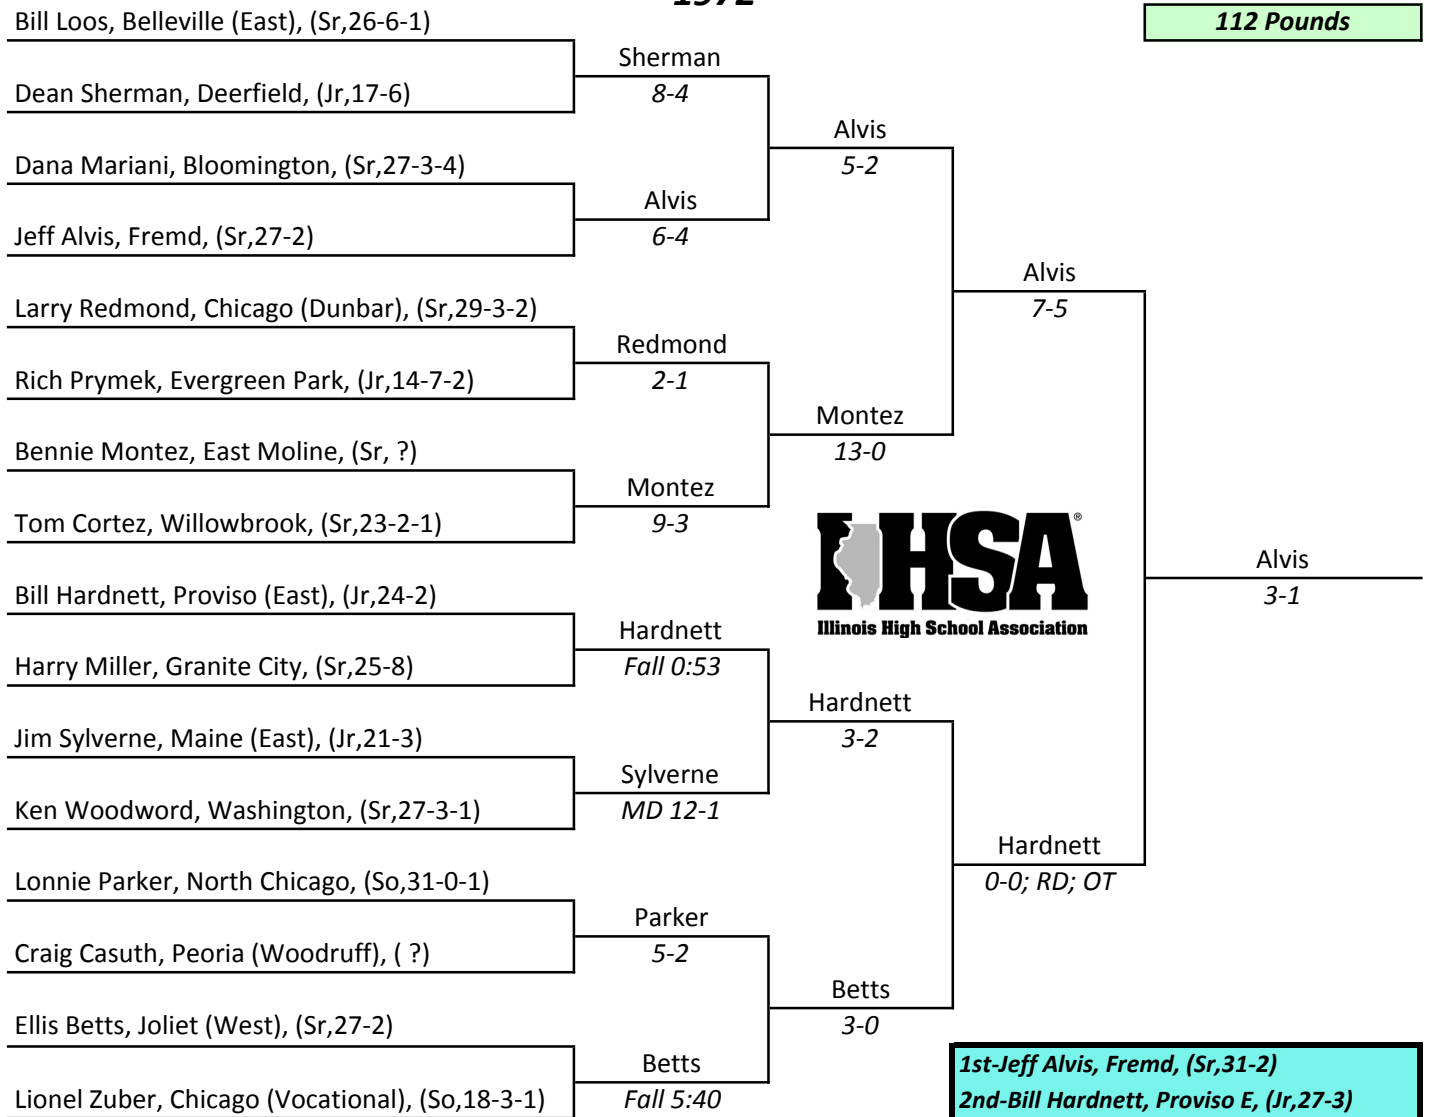 1972
Bill Loos, Belleville (East), (Sr,26-6-1)
112 Pounds
Sherman
Dean Sherman, Deerfield, (Jr,17-6)
8-4
Alvis
Dana Mariani, Bloomington, (Sr,27-3-4)
5-2
Alvis
Jeff Alvis, Fremd, (Sr,27-2)
6-4
Alvis
Larry Redmond, Chicago (Dunbar), (Sr,29-3-2)
7-5
Redmond
Rich Prymek, Evergreen Park, (Jr,14-7-2)
2-1
Montez
Bennie Montez, East Moline, (Sr, ?)
13-0
Montez
Tom Cortez, Willowbrook, (Sr,23-2-1)
9-3
IHSA®
Illinois High School Association
Alvis
Bill Hardnett, Proviso (East), (Jr,24-2)
3-1
Hardnett
Harry Miller, Granite City, (Sr,25-8)
Fall 0:53
Hardnett
Jim Sylverne, Maine (East), (Jr,21-3)
3-2
Sylverne
Ken Woodword, Washington, (Sr,27-3-1)
MD 12-1
Hardnett
Lonnie Parker, North Chicago, (So,31-0-1)
0-0; RD; OT
Parker
Craig Casuth, Peoria (Woodruff), ( ?)
5-2
Betts
Ellis Betts, Joliet (West), (Sr,27-2)
3-0
Betts
1st-Jeff Alvis, Fremd, (Sr,31-2)
Lionel Zuber, Chicago (Vocational), (So,18-3-1)
Fall 5:40
2nd-Bill Hardnett, Proviso E, (Jr,27-3)